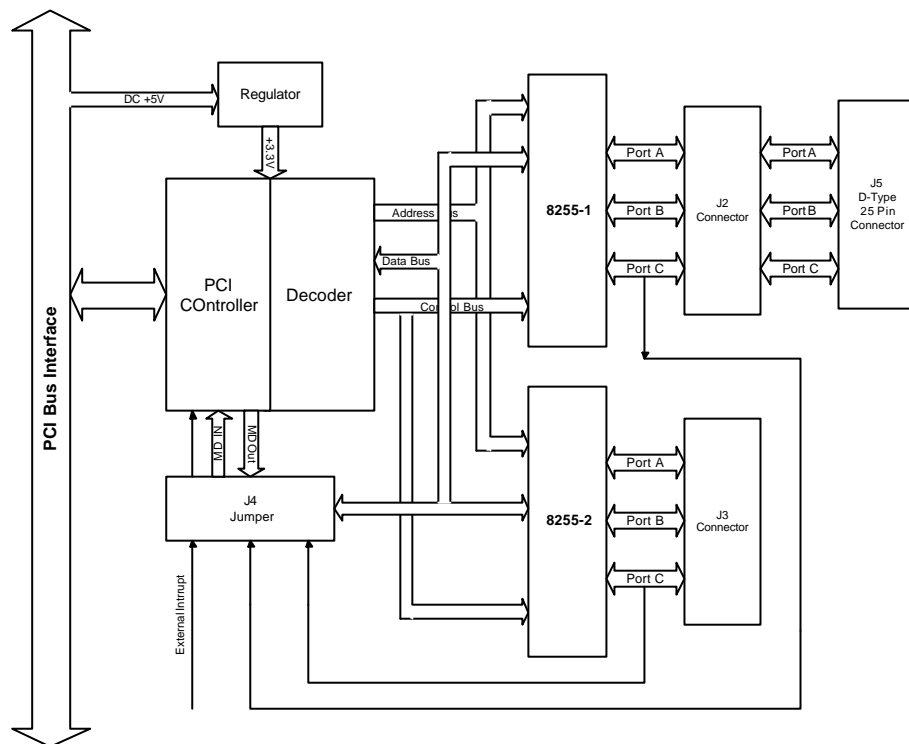 Regulator
DC +5V
+3.3V
PCI Bus Interface
PCI
COntroller
Decoder
Address Bus
Data Bus
Control Bus
8255-1
Port A
Port B
Port C
J2
Connector
Port A
Port B
Port C
J5
D-Type
25 Pin
Connector
MD IN
MD Out
J4
Jumper
External Intrrupt
8255-2
Port A
Port B
Port C
J3
Connector